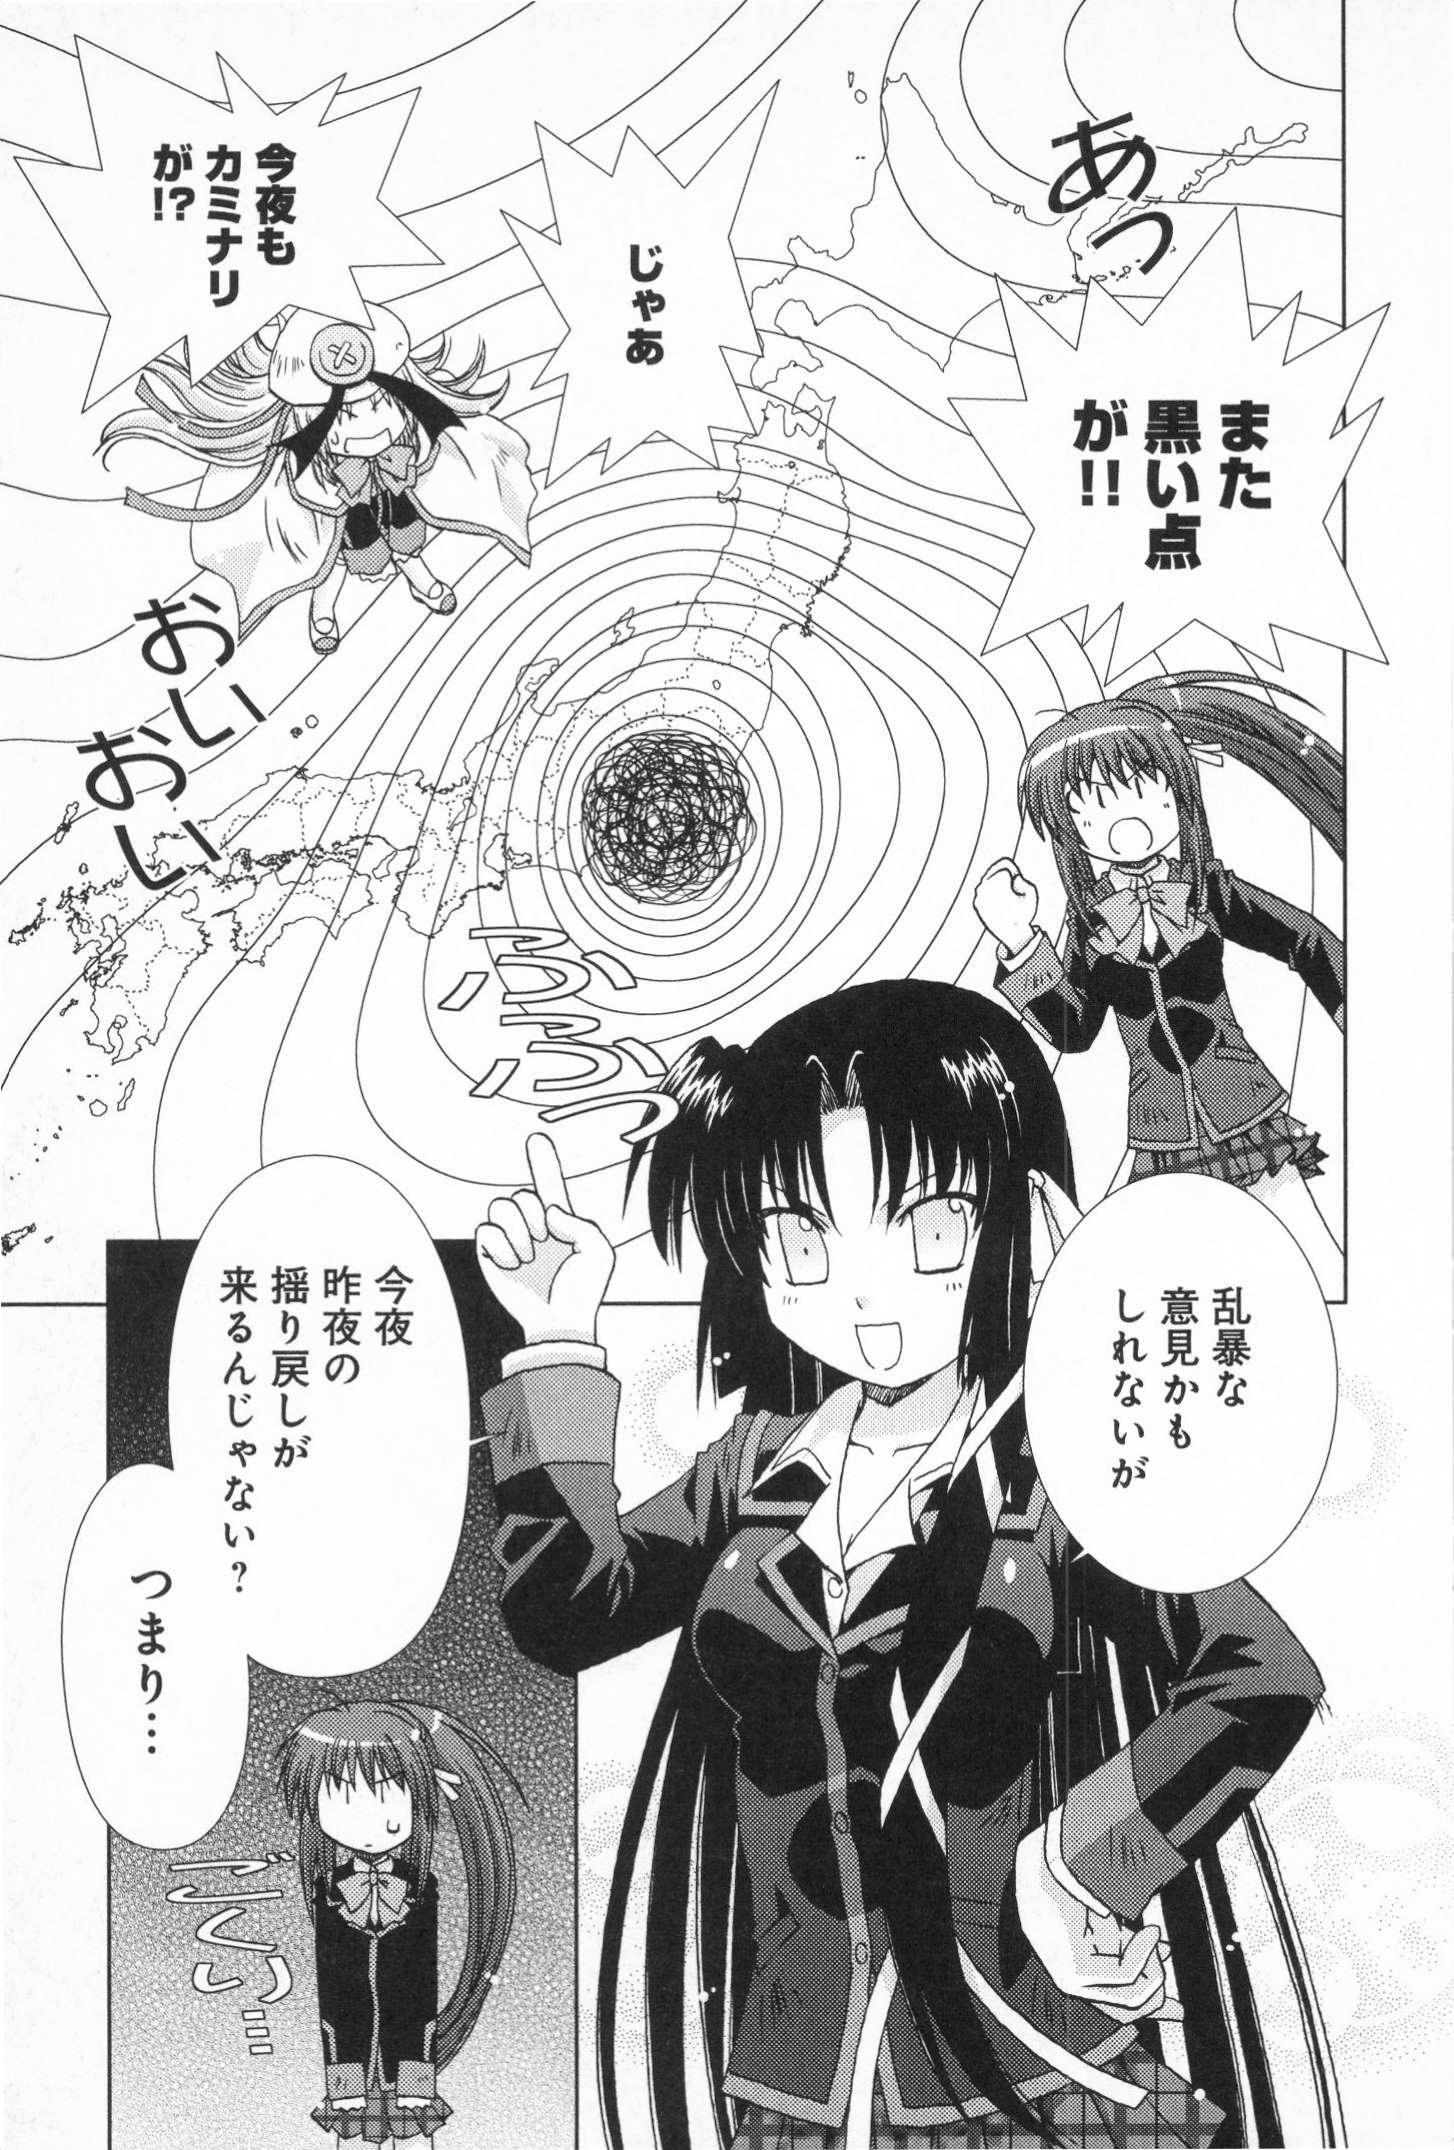 あっ
また
黒い点
が!!
じゃあ
今夜も
カミナリ
が!?
おい
おい
ふふふっ
乱暴な
意見かも
しれないが
今夜
昨夜の
揺り戻しが
来るんじゃない?
つまり…
ごくり…